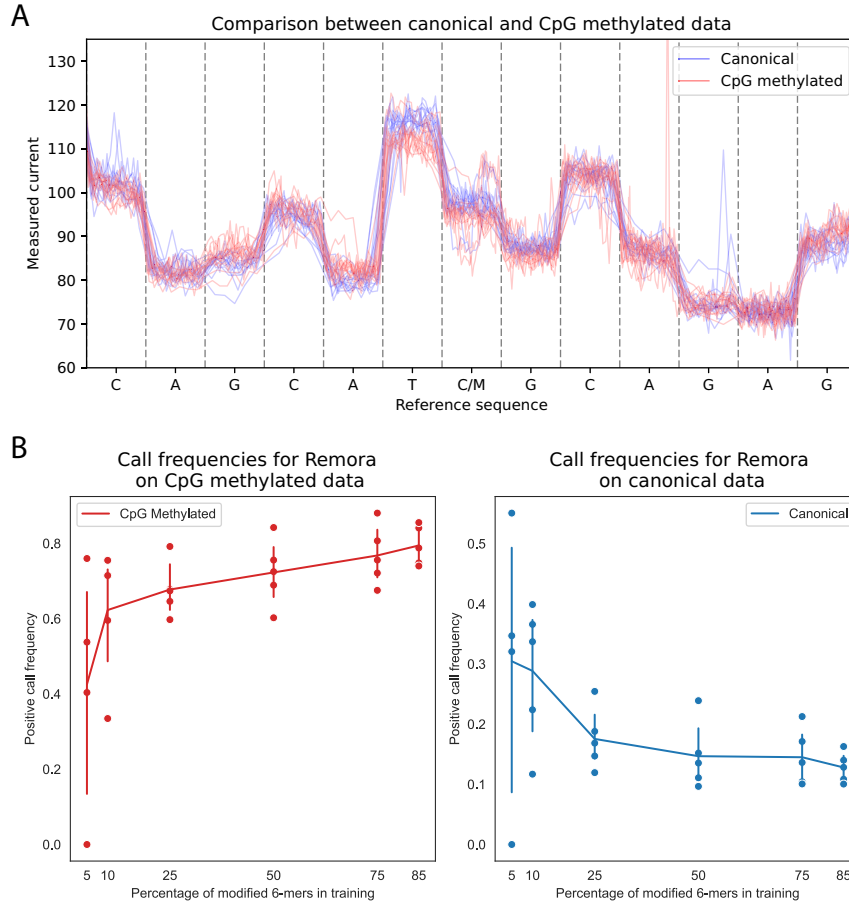 A
Comparison between canonical and CpG methylated data
Canonical
CpG methylated
Measured current
130
120
110
100
90
80
70
60
C A G C A T C/M G C A G A G
Reference sequence
B
Call frequencies for Remora
on CpG methylated data
CpG Methylated
Positive call frequency
0.8
0.6
0.4
0.2
0.0
5 10 25 50 75 85
Percentage of modified 6-mers in training
Call frequencies for Remora
on canonical data
Canonical
Positive call frequency
0.5
0.4
0.3
0.2
0.1
0.0
5 10 25 50 75 85
Percentage of modified 6-mers in training